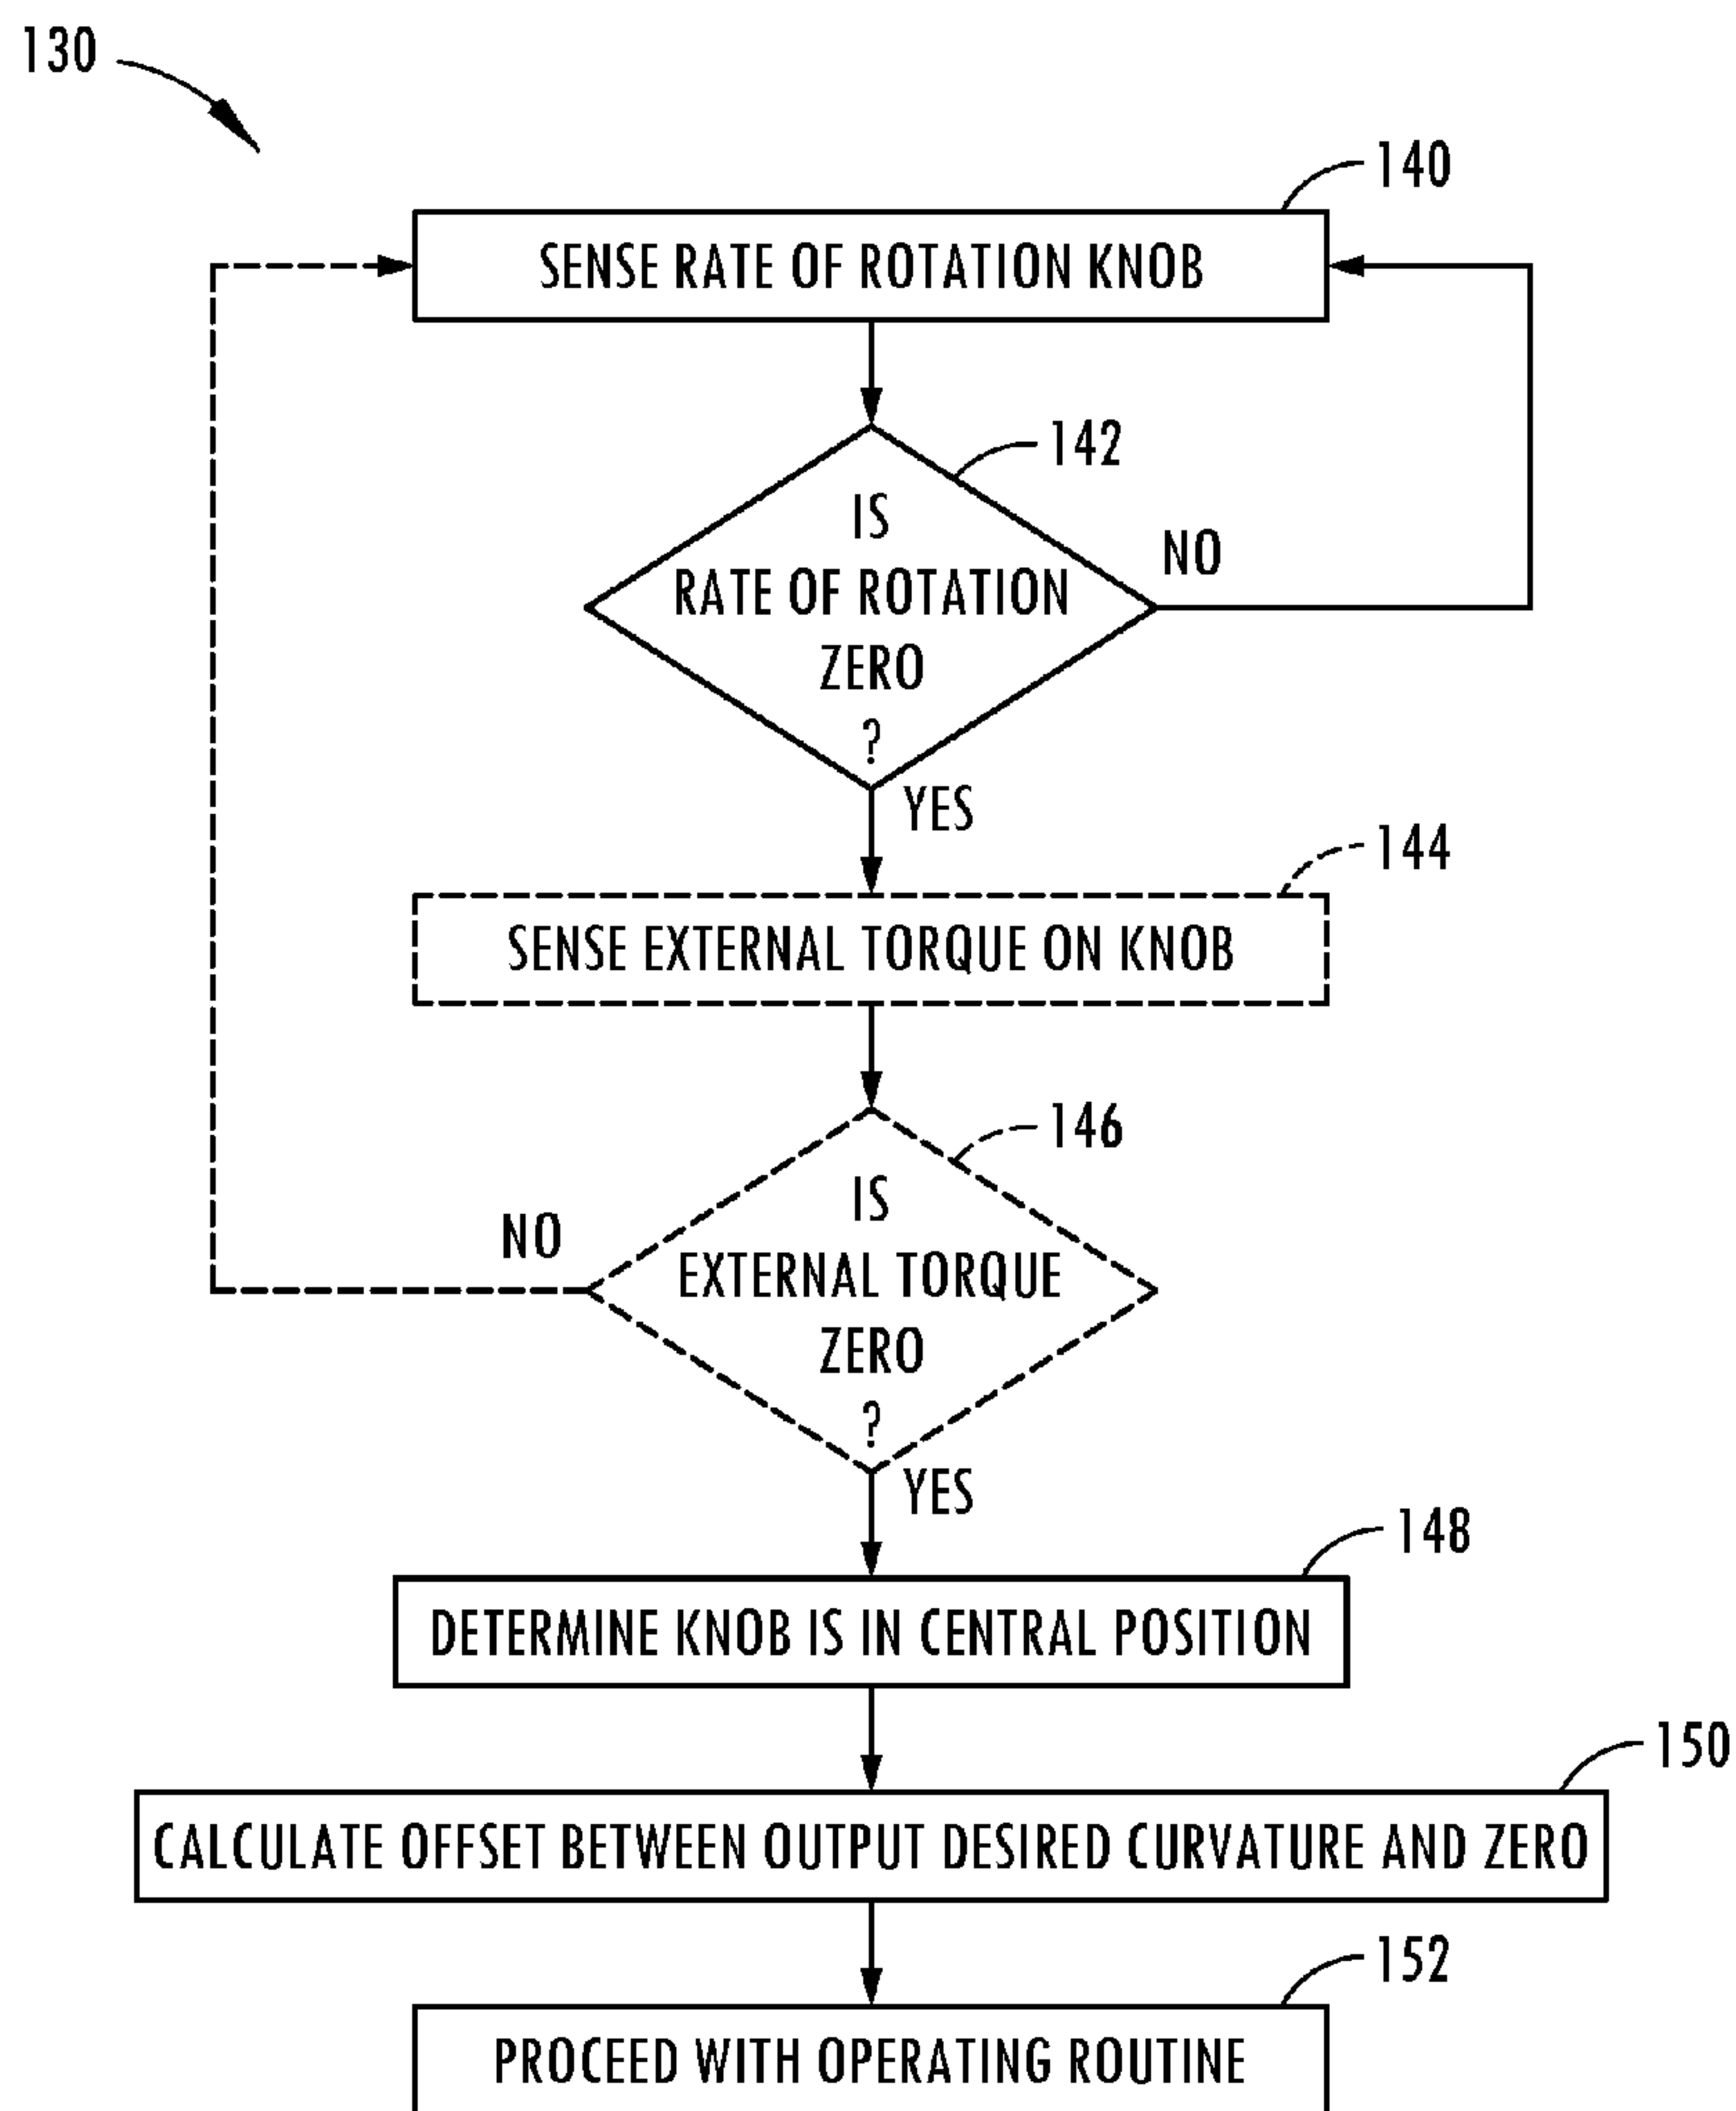 130
140
SENSE RATE OF ROTATION KNOB
142
IS
RATE OF ROTATION
ZERO
?
NO
YES
144
SENSE EXTERNAL TORQUE ON KNOB
146
IS
EXTERNAL TORQUE
ZERO
?
NO
YES
148
DETERMINE KNOB IS IN CENTRAL POSITION
150
CALCULATE OFFSET BETWEEN OUTPUT DESIRED CURVATURE AND ZERO
152
PROCEED WITH OPERATING ROUTINE